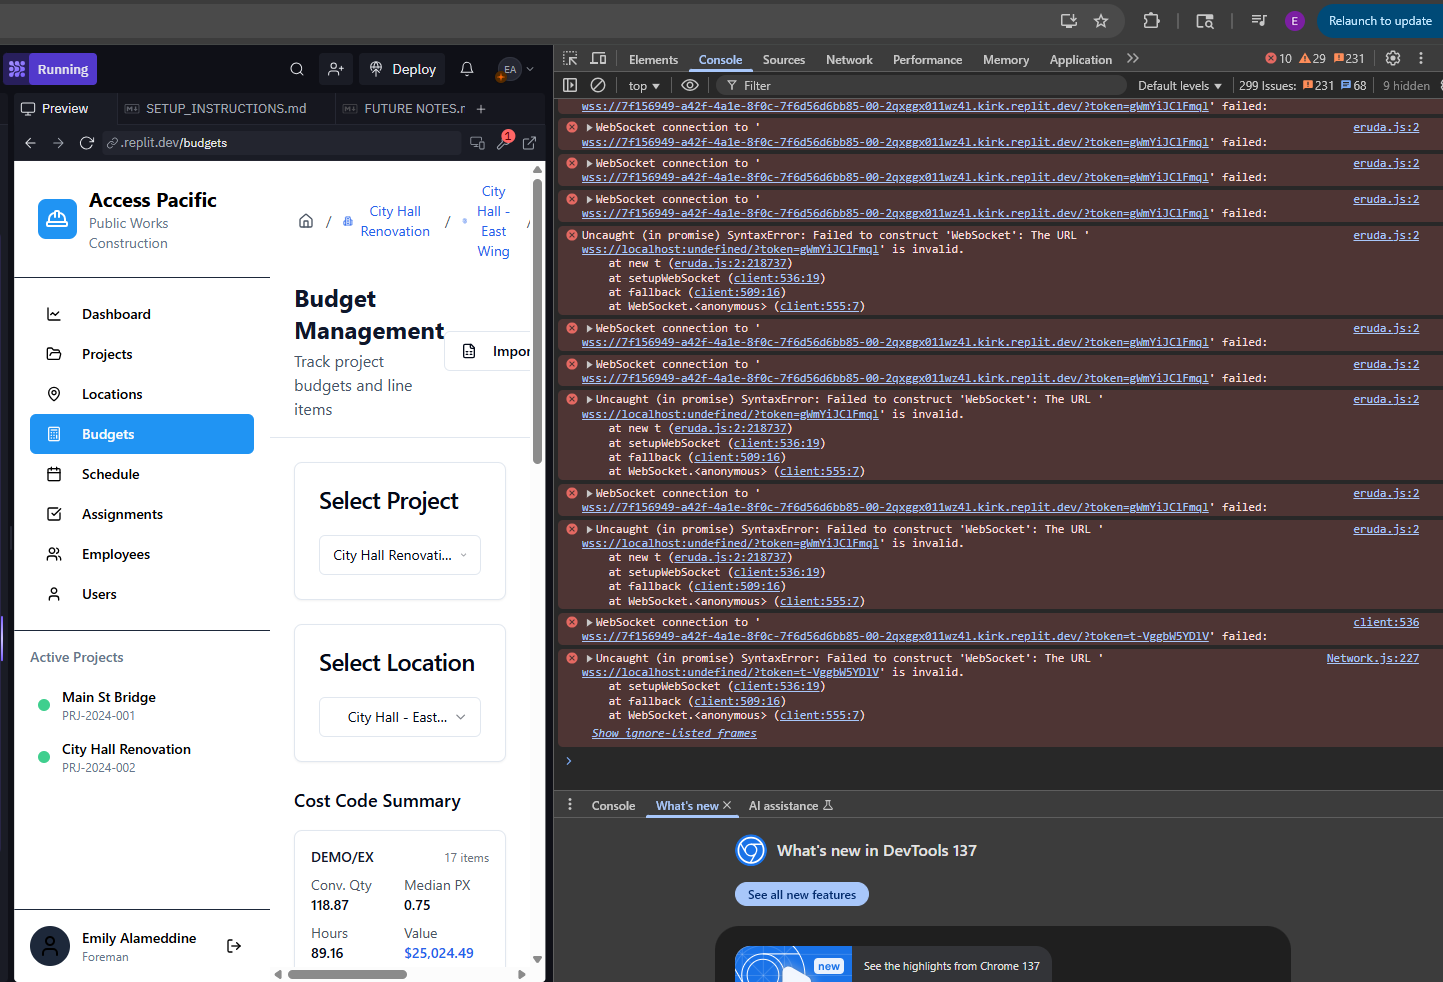 E
Relaunch to update
Running
Deploy
EA
Preview
SETUP_INSTRUCTIONS.md
FUTURE NOTES.r
.replit.dev/budgets
1
Access Pacific
Public Works
Construction
Dashboard
Projects
Locations
Budgets
Schedule
Assignments
Employees
Users
Active Projects
Main St Bridge
PRJ-2024-001
City Hall Renovation
PRJ-2024-002
Emily Alameddine
Foreman
/
City Hall
Renovation
/
City
Hall -
East
Wing
/
Budget
Management
Track project
budgets and line
items
Impor
Select Project
City Hall Renovati...
Select Location
City Hall - East...
Cost Code Summary
DEMO/EX
17 items
Conv. Qty
Median PX
118.87
0.75
Hours
Value
89.16
$25,024.49
Elements
Console
Sources
Network
Performance
Memory
Application
10
29
231
top
Filter
Default levels
299 Issues:
231
68
9 hidden
wss://7f156949-a42f-4a1e-8f0c-7f6d56d6bb85-00-2qxggx011wz4l.kirk.replit.dev/?token=gWmYiJClFmql' failed:
WebSocket connection to ' eruda.js:2
wss://7f156949-a42f-4a1e-8f0c-7f6d56d6bb85-00-2qxggx011wz4l.kirk.replit.dev/?token=gWmYiJClFmql' failed:
WebSocket connection to ' eruda.js:2
wss://7f156949-a42f-4a1e-8f0c-7f6d56d6bb85-00-2qxggx011wz4l.kirk.replit.dev/?token=gWmYiJClFmql' failed:
WebSocket connection to ' eruda.js:2
wss://7f156949-a42f-4a1e-8f0c-7f6d56d6bb85-00-2qxggx011wz4l.kirk.replit.dev/?token=gWmYiJClFmql' failed:
Uncaught (in promise) SyntaxError: Failed to construct 'WebSocket': The URL ' eruda.js:2
wss://localhost:undefined/?token=gWmYiJClFmql' is invalid.
at new t (eruda.js:2:218737)
at setupWebSocket (client:536:19)
at fallback (client:509:16)
at WebSocket.<anonymous> (client:555:7)
WebSocket connection to ' eruda.js:2
wss://7f156949-a42f-4a1e-8f0c-7f6d56d6bb85-00-2qxggx011wz4l.kirk.replit.dev/?token=gWmYiJClFmql' failed:
WebSocket connection to ' eruda.js:2
wss://7f156949-a42f-4a1e-8f0c-7f6d56d6bb85-00-2qxggx011wz4l.kirk.replit.dev/?token=gWmYiJClFmql' failed:
Uncaught (in promise) SyntaxError: Failed to construct 'WebSocket': The URL ' eruda.js:2
wss://localhost:undefined/?token=gWmYiJClFmql' is invalid.
at new t (eruda.js:2:218737)
at setupWebSocket (client:536:19)
at fallback (client:509:16)
at WebSocket.<anonymous> (client:555:7)
WebSocket connection to ' eruda.js:2
wss://7f156949-a42f-4a1e-8f0c-7f6d56d6bb85-00-2qxggx011wz4l.kirk.replit.dev/?token=gWmYiJClFmql' failed:
Uncaught (in promise) SyntaxError: Failed to construct 'WebSocket': The URL ' eruda.js:2
wss://localhost:undefined/?token=gWmYiJClFmql' is invalid.
at new t (eruda.js:2:218737)
at setupWebSocket (client:536:19)
at fallback (client:509:16)
at WebSocket.<anonymous> (client:555:7)
WebSocket connection to ' client:536
wss://7f156949-a42f-4a1e-8f0c-7f6d56d6bb85-00-2qxggx011wz4l.kirk.replit.dev/?token=t-VggbW5YDlV' failed:
Uncaught (in promise) SyntaxError: Failed to construct 'WebSocket': The URL ' Network.js:227
wss://localhost:undefined/?token=t-VggbW5YDlV' is invalid.
at setupWebSocket (client:536:19)
at fallback (client:509:16)
at WebSocket.<anonymous> (client:555:7)
Show ignore-listed frames
Console
What's new
AI assistance
What's new in DevTools 137
See all new features
new
See the highlights from Chrome 137